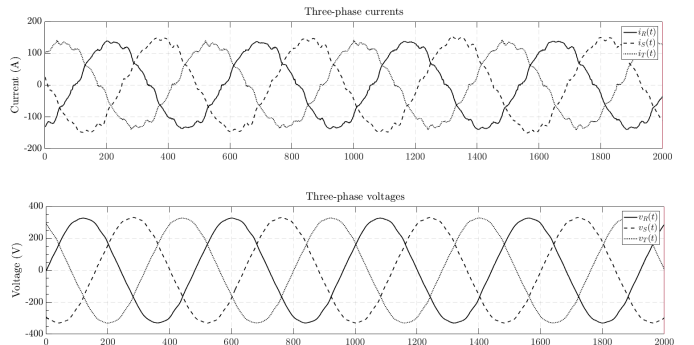 Three-phase currents
Current (A)
200
100
0
-100
-200
i_R(t)
i_S(t)
i_T(t)
0 200 400 600 800 1000 1200 1400 1600 1800 2000
Three-phase voltages
Voltage (V)
400
200
0
-200
-400
v_R(t)
v_S(t)
v_T(t)
0 200 400 600 800 1000 1200 1400 1600 1800 2000